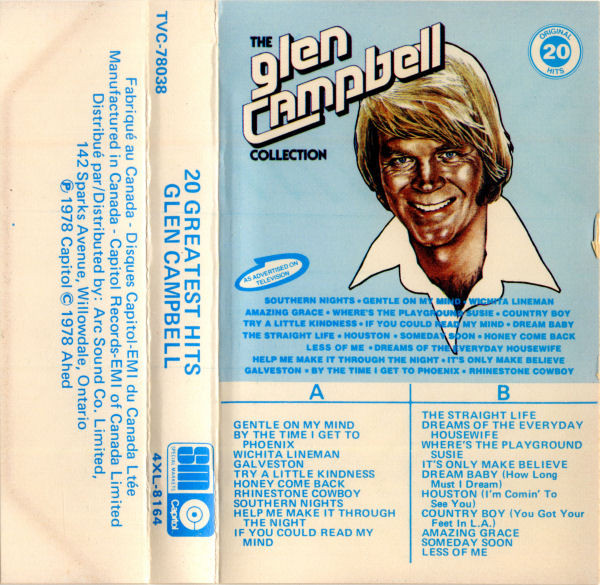 Fabriqué au Canada - Disques Capitol-EMI du Canada Ltée
Manufactured in Canada - Capitol Records-EMI of Canada Limited
Distribué par/Distributed by: Arc Sound Co. Limited,
142 Sparks Avenue, Willowdale, Ontario
℗ 1978 Capitol © 1978 Ahed
TVC-78038
20 GREATEST HITS
GLEN CAMPBELL
SPECIAL MARKETS
Capitol
4XL-8164
THE
glen
Campbell
COLLECTION
ORIGINAL
20
HITS
AS ADVERTISED ON
TELEVISION
SOUTHERN NIGHTS • GENTLE ON MY MIND • WICHITA LINEMAN
AMAZING GRACE • WHERE'S THE PLAYGROUND SUSIE • COUNTRY BOY
TRY A LITTLE KINDNESS • IF YOU COULD READ MY MIND • DREAM BABY
THE STRAIGHT LIFE • HOUSTON • SOMEDAY SOON • HONEY COME BACK
LESS OF ME • DREAMS OF THE EVERYDAY HOUSEWIFE
HELP ME MAKE IT THROUGH THE NIGHT • IT'S ONLY MAKE BELIEVE
GALVESTON • BY THE TIME I GET TO PHOENIX • RHINESTONE COWBOY
A
GENTLE ON MY MIND
BY THE TIME I GET TO
PHOENIX
WICHITA LINEMAN
GALVESTON
TRY A LITTLE KINDNESS
HONEY COME BACK
RHINESTONE COWBOY
SOUTHERN NIGHTS
HELP ME MAKE IT THROUGH
THE NIGHT
IF YOU COULD READ MY
MIND
B
THE STRAIGHT LIFE
DREAMS OF THE EVERYDAY
HOUSEWIFE
WHERE'S THE PLAYGROUND
SUSIE
IT'S ONLY MAKE BELIEVE
DREAM BABY (How Long
Must I Dream)
HOUSTON (I'm Comin' To
See You)
COUNTRY BOY (You Got Your
Feet In L.A.)
AMAZING GRACE
SOMEDAY SOON
LESS OF ME